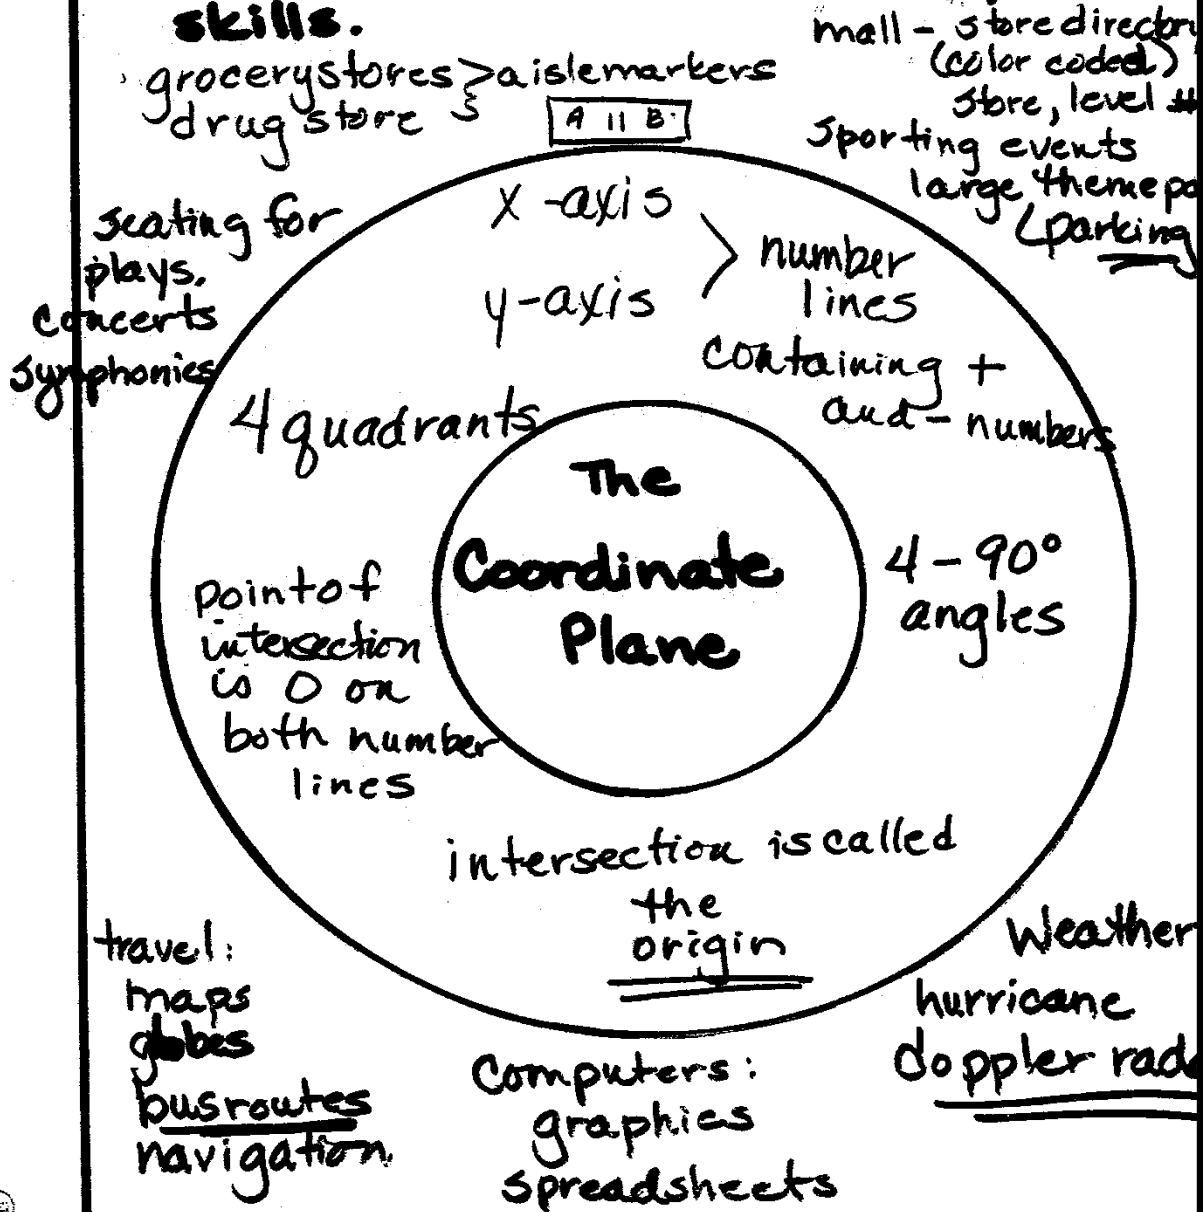 skills.
grocerystores > aislemarkers
drug store
A 11 B
mall - store directory
(color coded)
store, level #
sporting events
large theme
(parking
seating for
plays.
concerts
symphonies
x-axis
y-axis
> number
lines
containing +
and - numbers
4 quadrants
The
Coordinate
Plane
4-90°
angles
point of
intersection
is 0 on
both number
lines
intersection is called
the
origin
travel:
maps
globes
busroutes
navigation.
Computers:
graphics
spreadsheets
Weather
hurricane
doppler rad